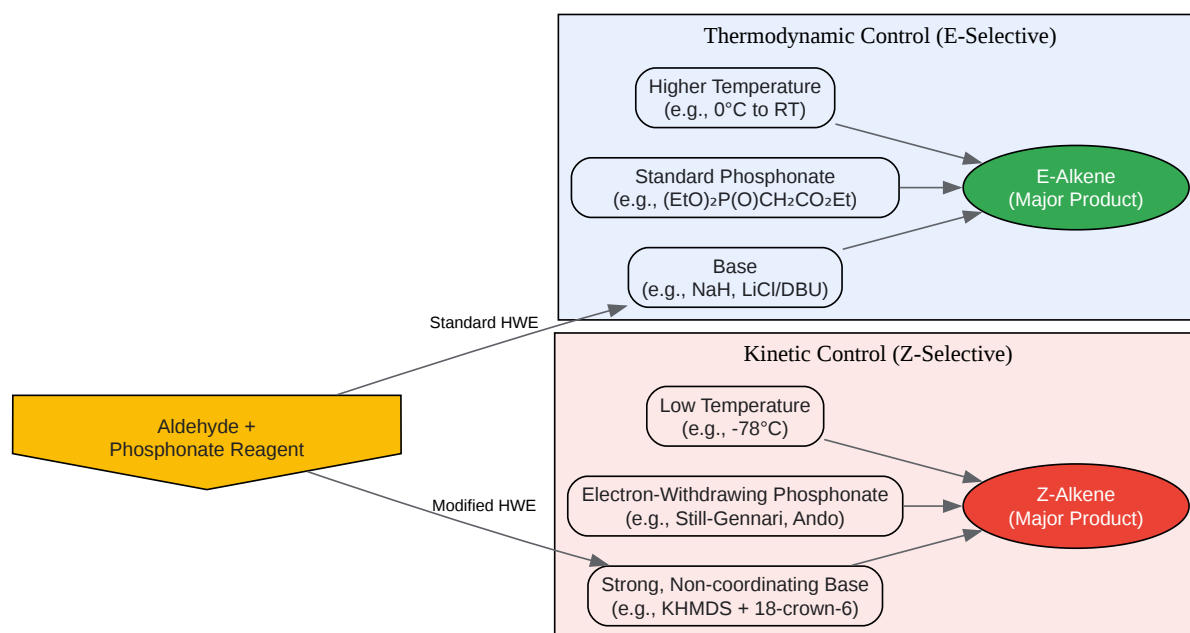 Thermodynamic Control (E-Selective)
Higher Temperature
(e.g., 0°C to RT)
Standard Phosphonate
(e.g., (EtO)₂P(O)CH₂CO₂Et)
Base
(e.g., NaH, LiCl/DBU)
E-Alkene
(Major Product)
Standard HWE
Aldehyde +
Phosphonate Reagent
Modified HWE
Kinetic Control (Z-Selective)
Low Temperature
(e.g., -78°C)
Electron-Withdrawing Phosphonate
(e.g., Still-Gennari, Ando)
Strong, Non-coordinating Base
(e.g., KHMDS + 18-crown-6)
Z-Alkene
(Major Product)